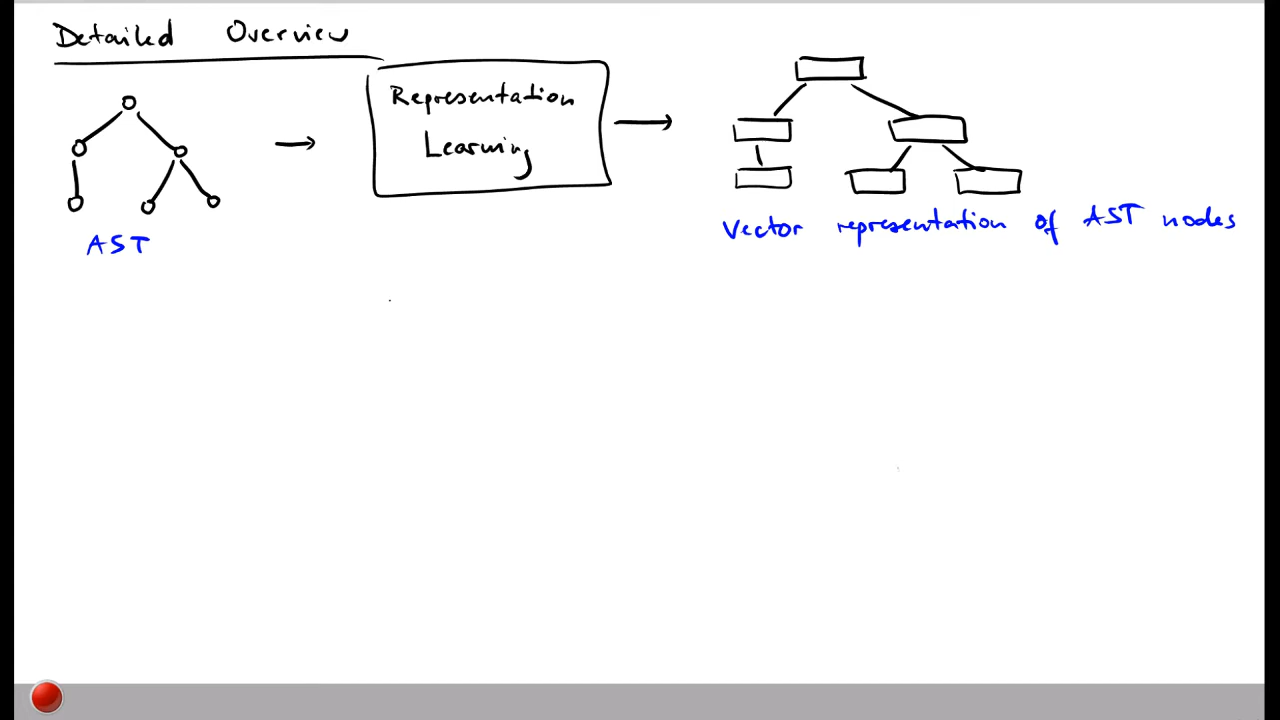 Detailed Overview
Representation
Learning
AST
Vector representation of AST nodes